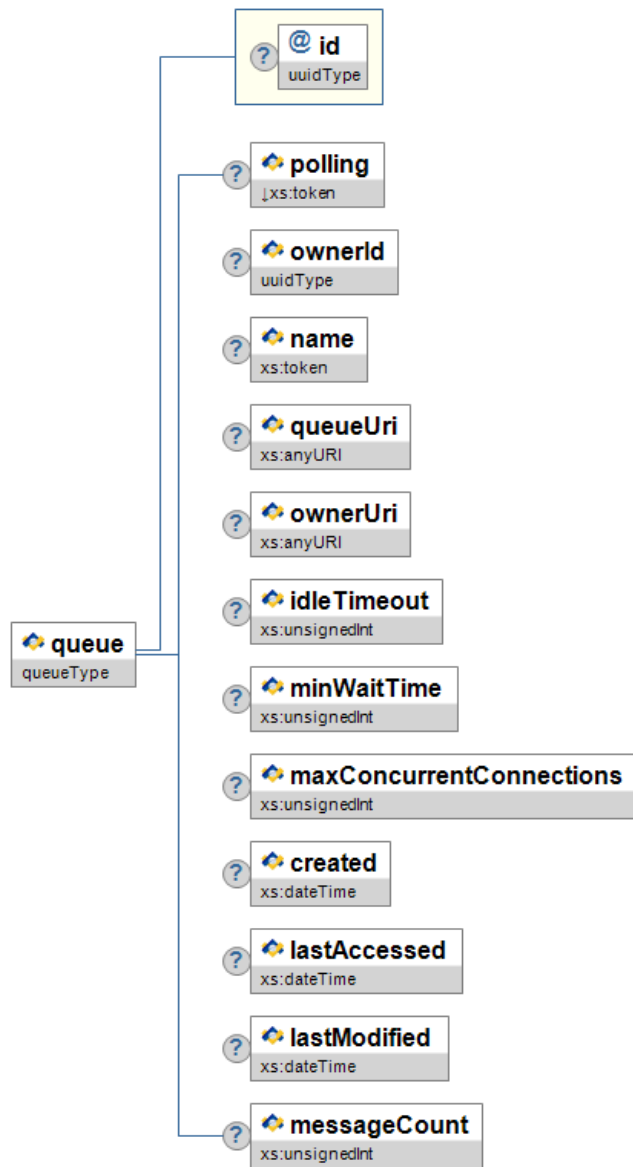 @ id
?
uuidType
? polling
↓xs:token
? ownerId
uuidType
? name
xs:token
? queueUri
xs:anyURI
? ownerUri
xs:anyURI
? idleTimeout
xs:unsignedInt
queue
queueType
? minWaitTime
xs:unsignedInt
? maxConcurrentConnections
xs:unsignedInt
? created
xs:dateTime
? lastAccessed
xs:dateTime
? lastModified
xs:dateTime
? messageCount
xs:unsignedInt